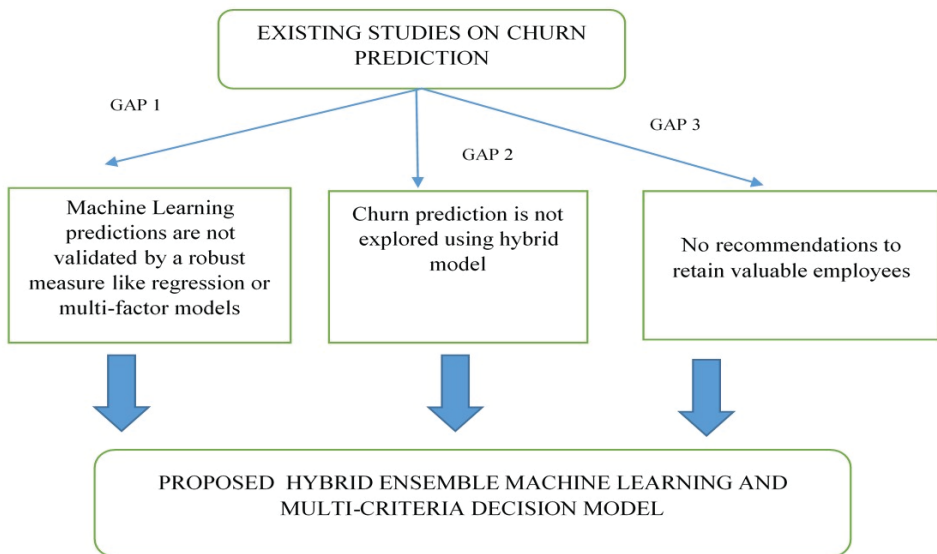 EXISTING STUDIES ON CHURN
PREDICTION
GAP 1
GAP 2
GAP 3
Machine Learning
predictions are not
validated by a robust
measure like regression or
multi-factor models
Churn prediction is not
explored using hybrid
model
No recommendations to
retain valuable employees
PROPOSED HYBRID ENSEMBLE MACHINE LEARNING AND
MULTI-CRITERIA DECISION MODEL